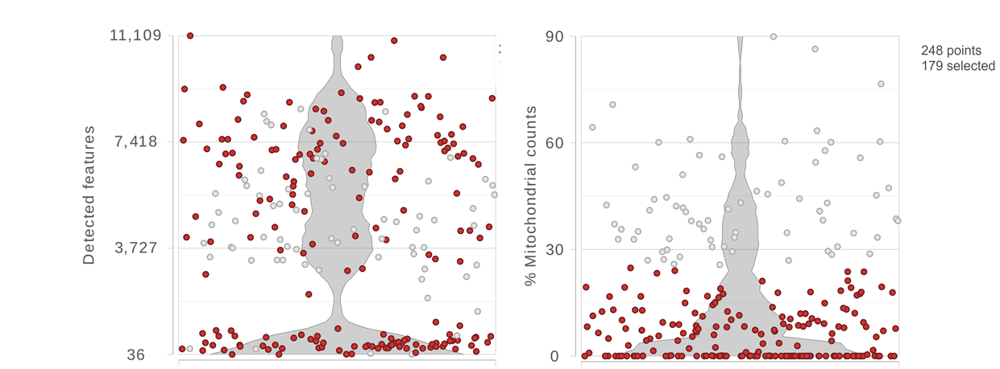 11,109
7,418
3,727
36
Detected features
90
60
30
0
% Mitochondrial counts
248 points
179 selected